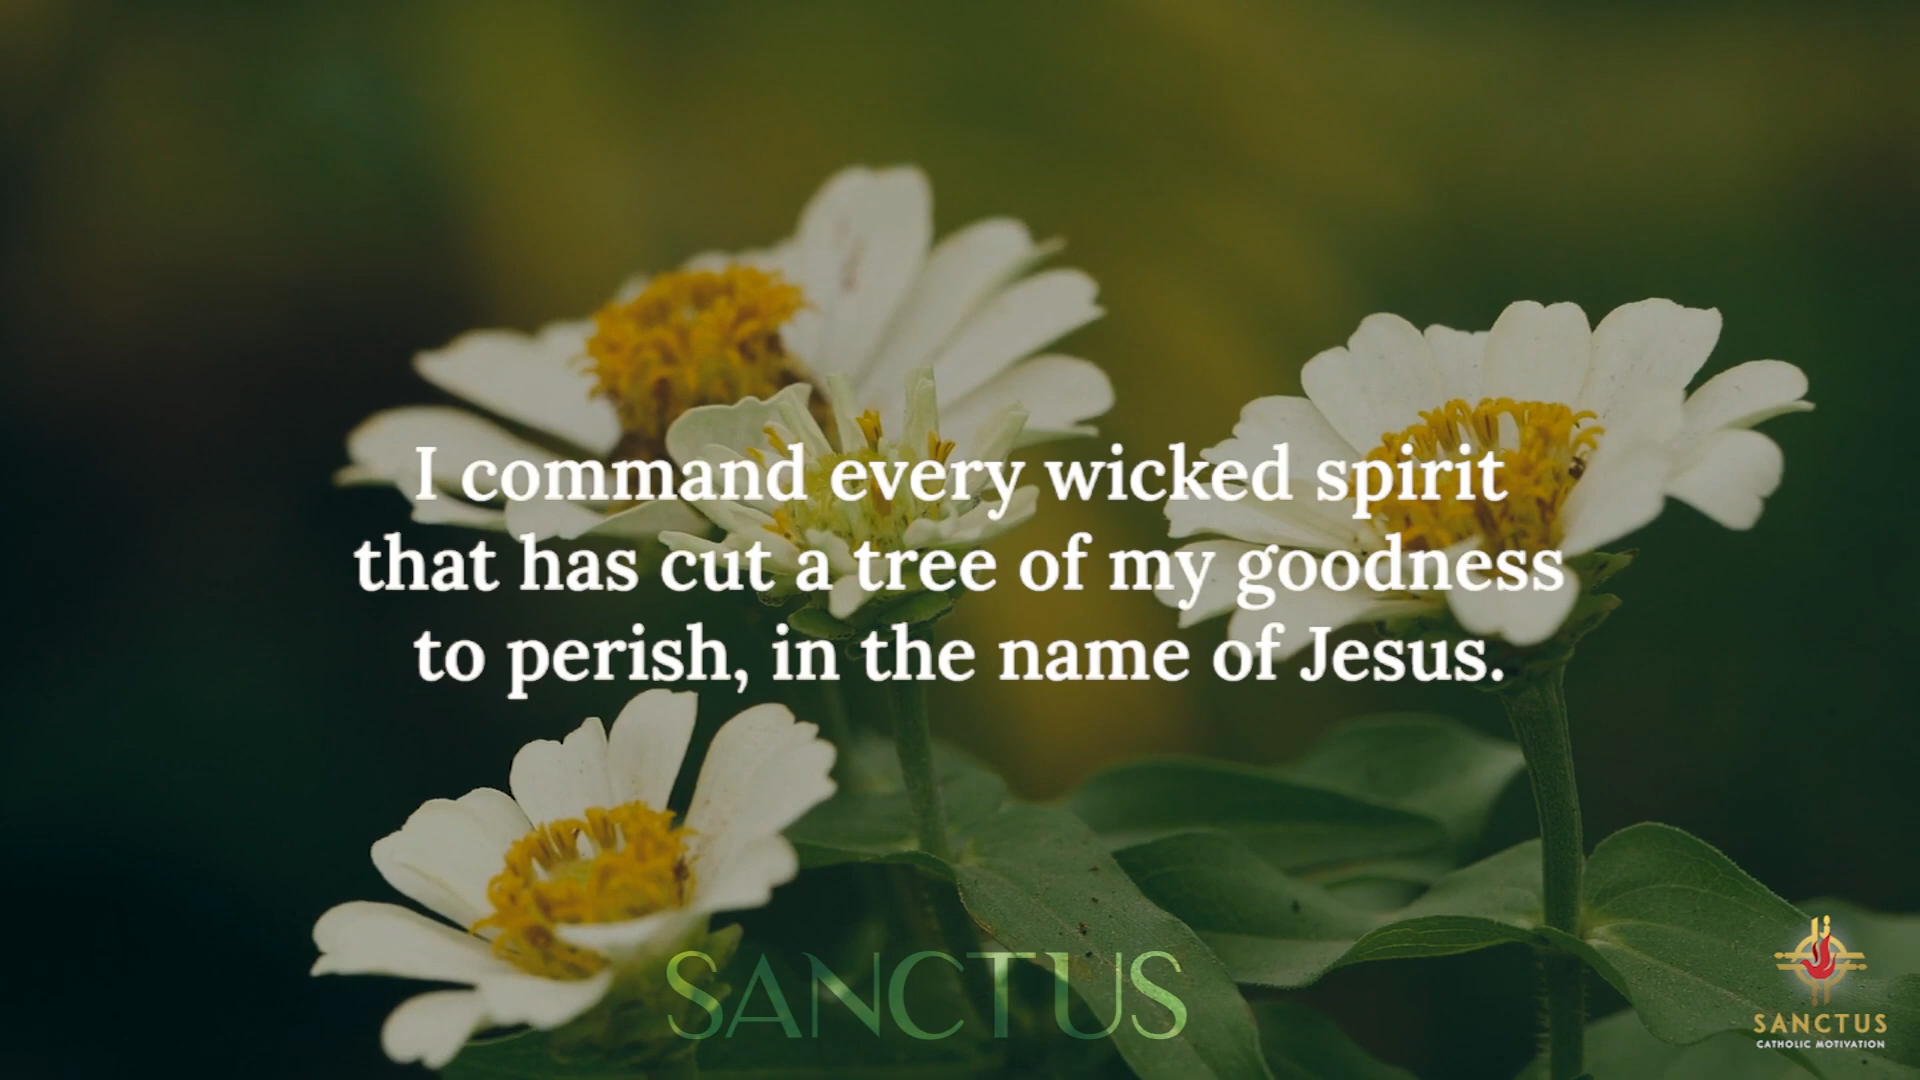 I command every wicked spirit
that has cut a tree of my goodness
to perish, in the name of Jesus.
SANCTUS
SANCTUS
CATHOLIC MOTIVATION